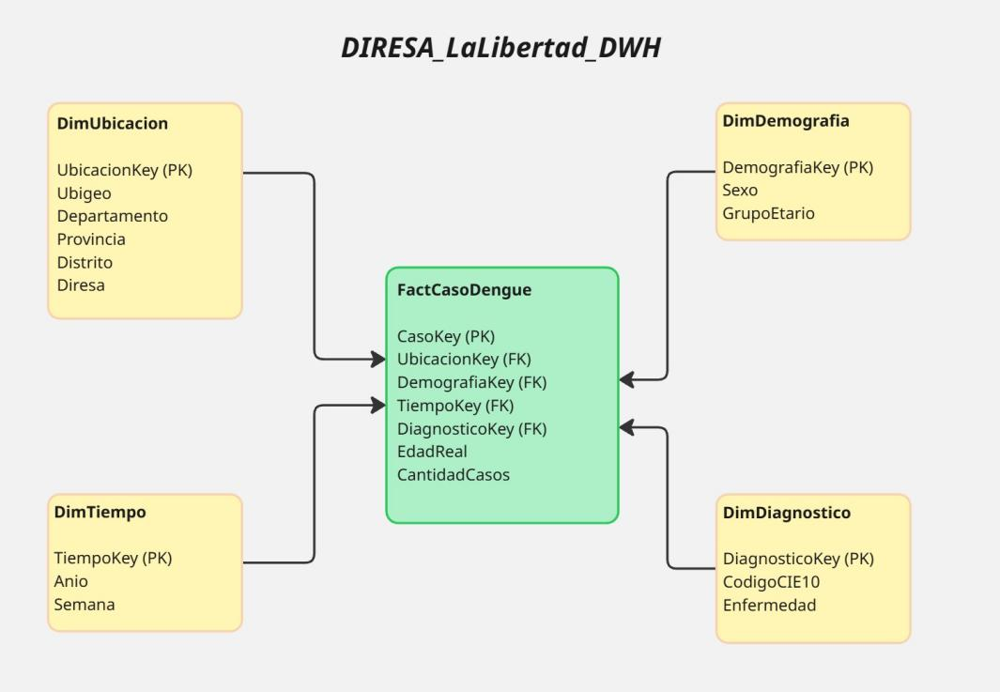 DIRESA_LaLibertad_DWH
DimUbicacion
UbicacionKey (PK)
Ubigeo
Departamento
Provincia
Distrito
Diresa
DimDemografia
DemografiaKey (PK)
Sexo
GrupoEtario
FactCasoDengue
CasoKey (PK)
UbicacionKey (FK)
DemografiaKey (FK)
TiempoKey (FK)
DiagnosticoKey (FK)
EdadReal
CantidadCasos
DimTiempo
TiempoKey (PK)
Anio
Semana
DimDiagnostico
DiagnosticoKey (PK)
CodigoCIE10
Enfermedad